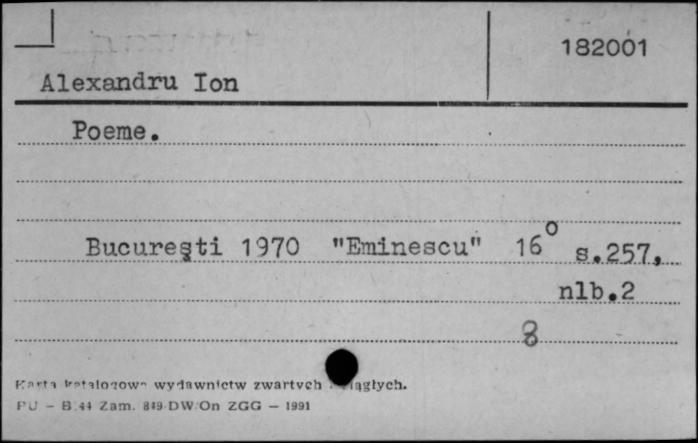 182001
Alexandru Ion
Poeme.
Bucureşti 1970 "Eminescu" 16⁰ s.257,
nlb.2
8
Karta katalogowa wydawnictw zwartych i ciągłych.
PU – B 44 Zam. 849 DW/On ZGG – 1991